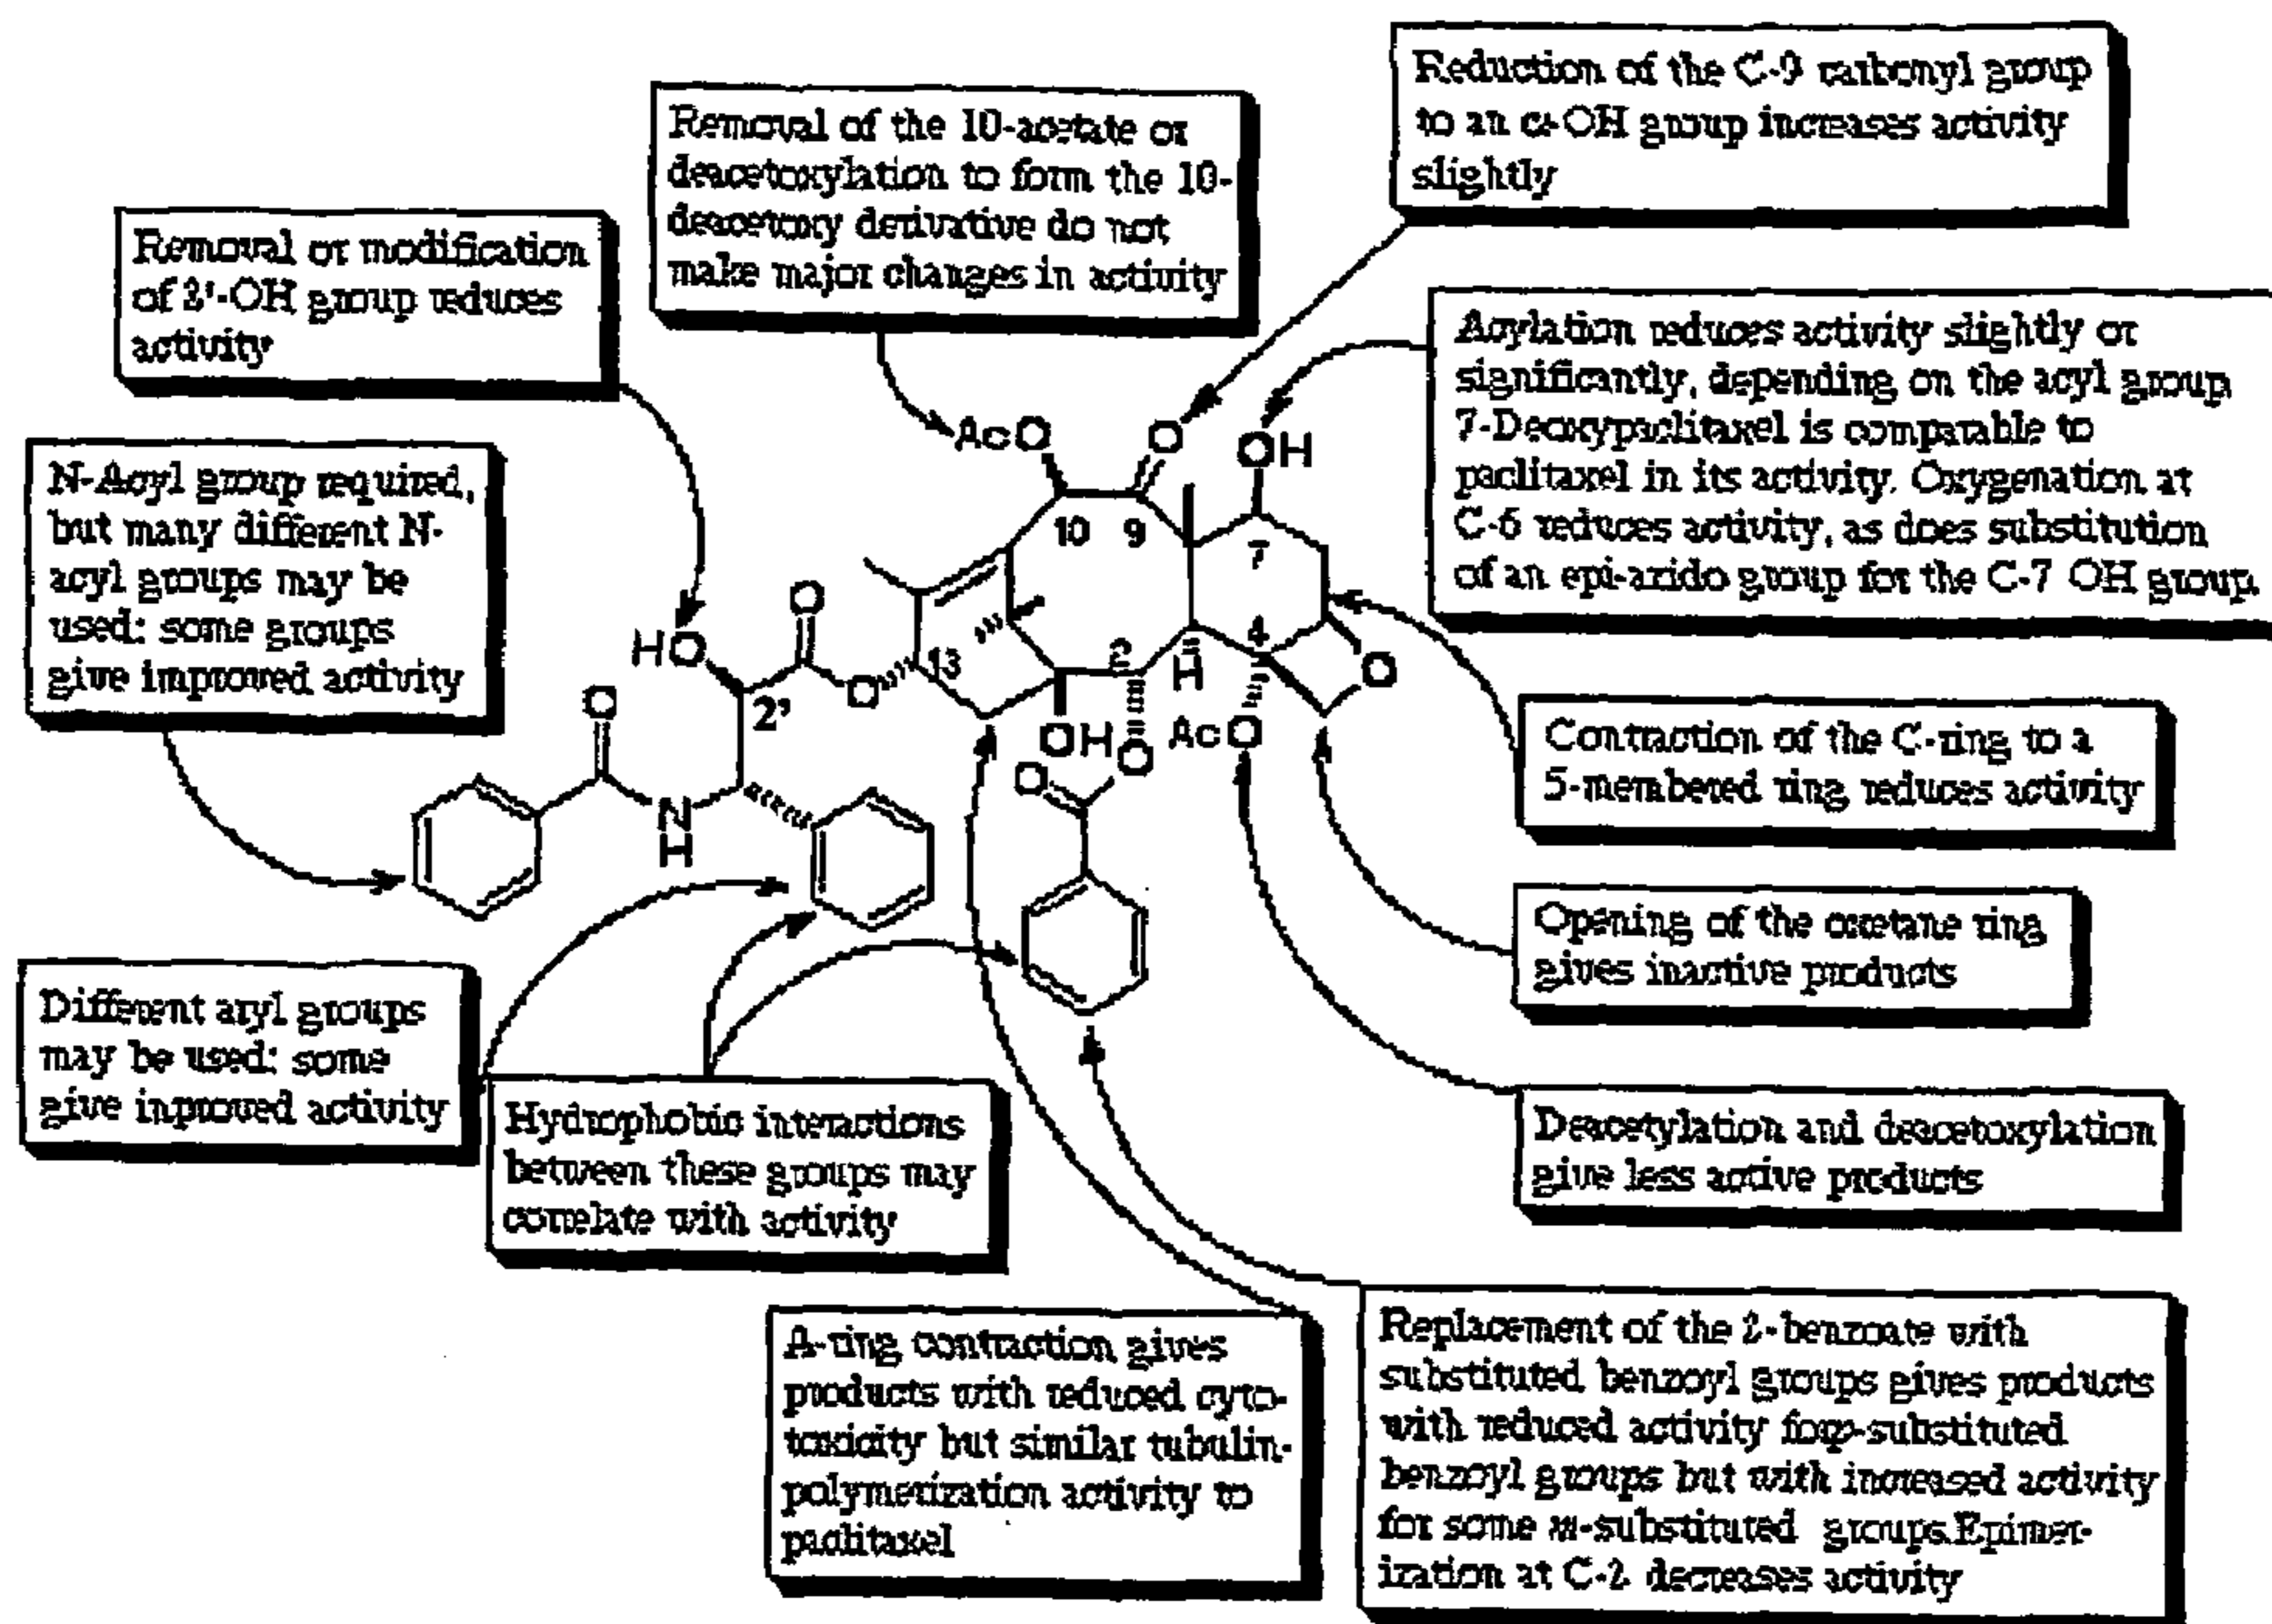 Reduction of the C-9 carbonyl group
to an α-OH group increases activity
slightly
Removal of the 10-acetate or
deacetoxylation to form the 10-
deacetoxy derivative do not
make major changes in activity
Removal or modification
of 2'-OH group reduces
activity
Acylation reduces activity slightly or
significantly, depending on the acyl group
7-Deoxypaclitaxel is comparable to
paclitaxel in its activity. Oxygenation at
C-6 reduces activity, as does substitution
of an epi-azido group for the C-7 OH group.
N-Acyl group required,
but many different N-
acyl groups may be
used: some groups
give improved activity
AcO
O
OH
10
9
7
O
HO
13
2
4
H
O
O
2'
O
OH
AcO
O
O
N
H
Contraction of the C-ring to a
5-membered ring reduces activity
Opening of the oxetane ring
gives inactive products
Different aryl groups
may be used: some
give inproved activity
Hydrophobic interactions
between these groups may
correlate with activity
Deacetylation and deacetoxylation
give less active products
A-ring contraction gives
products with reduced cyto-
toxicity but similar tubulin-
polymerization activity to
paclitaxel
Replacement of the 2-benzoate with
substituted benzoyl groups gives products
with reduced activity for p-substituted
benzoyl groups but with increased activity
for some m-substituted groups.Epimer-
ization at C-2 decreases activity